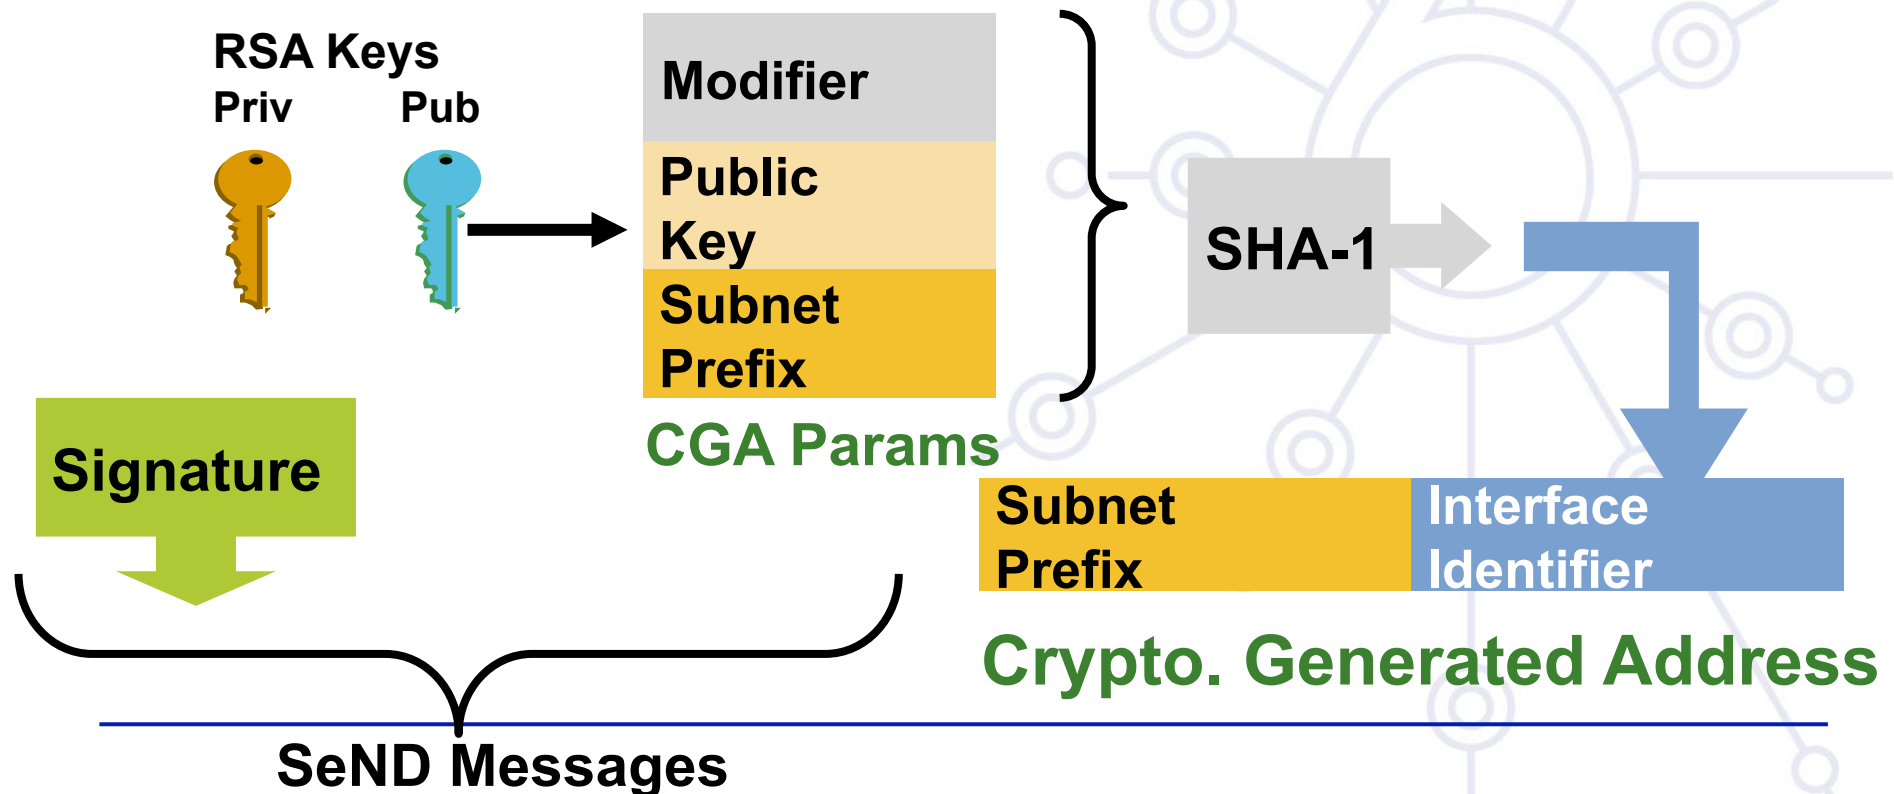 RSA Keys
Priv Pub
Modifier
Public
Key
Subnet
Prefix
CGA Params
SHA-1
Signature
Subnet
Prefix
Interface
Identifier
Crypto. Generated Address
SeND Messages